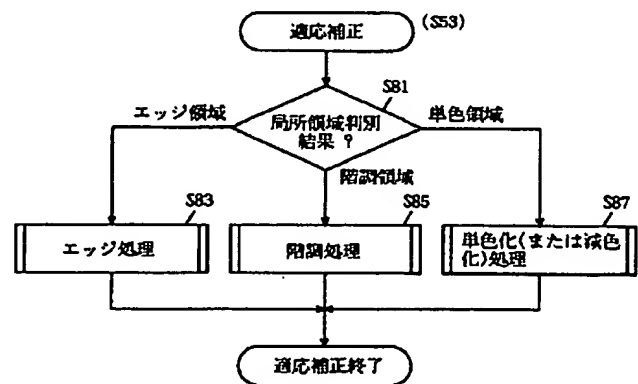 適応補正 (S53)
S81
エッジ領域
単色領域
局所領域判別
結果 ?
階調領域
S83
S85
S87
エッジ処理
階調処理
単色化(または減色
化)処理
適応補正終了